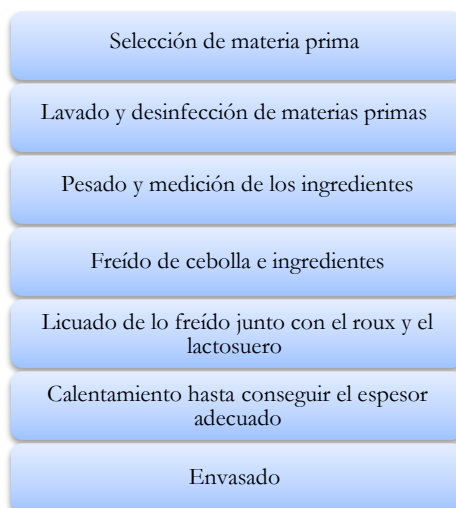 Selección de materia prima
Lavado y desinfección de materias primas
Pesado y medición de los ingredientes
Freído de cebolla e ingredientes
Licuado de lo freído junto con el roux y el
lactosuero
Calentamiento hasta conseguir el espesor
adecuado
Envasado